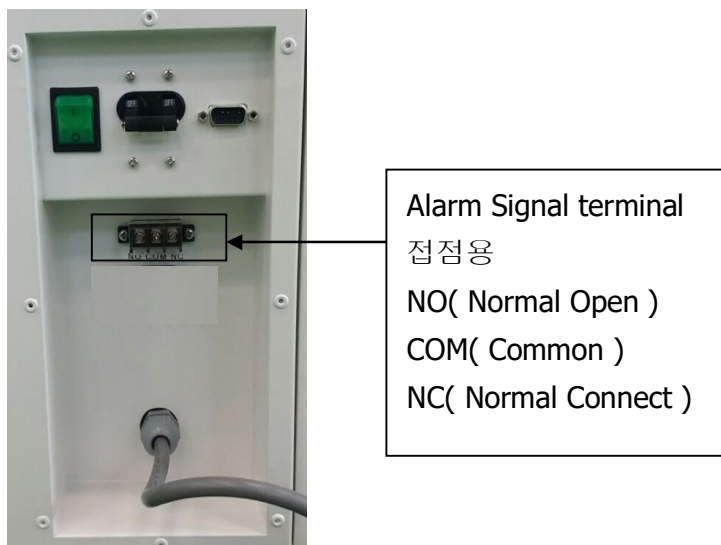 OFF OFF
NO COM NC
Alarm Signal terminal
접점용
NO( Normal Open )
COM( Common )
NC( Normal Connect )